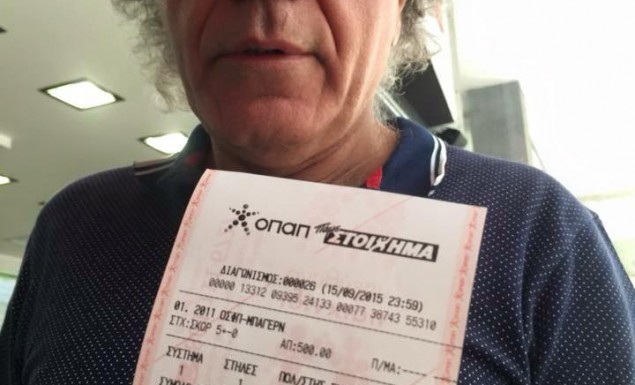 ΟΠΑΠ Πάμε ΣΤΟΙΧΗΜΑ
ΔΙΑΓΩΝΙΣΜΟΣ:000026 (15/09/2015 23:59)
00000 13312 09395 24133 00077 38743 55310
01. 2011 ΟΣΦΠ-ΜΠΑΓΕΡΝ
ΣΤΧ:ΣΚΟΡ 5+-0 ΑΠ:500.00 Π/ΜΑ:----
ΣΥΣΤΗΜΑ ΣΤΗΛΕΣ
1 1